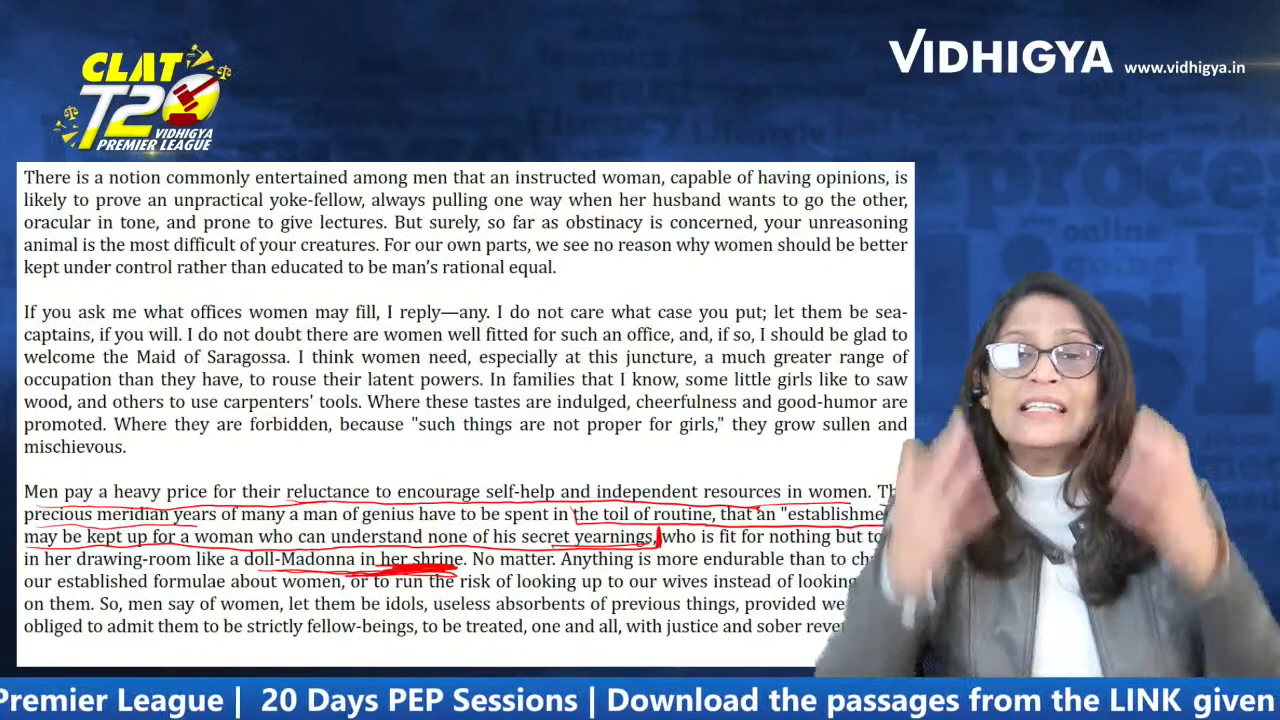 CLAT
T20
VIDHIGYA
PREMIER LEAGUE
VIDHIGYA www.vidhigya.in
There is a notion commonly entertained among men that an instructed woman, capable of having opinions, is
likely to prove an unpractical yoke-fellow, always pulling one way when her husband wants to go the other,
oracular in tone, and prone to give lectures. But surely, so far as obstinacy is concerned, your unreasoning
animal is the most difficult of your creatures. For our own parts, we see no reason why women should be better
kept under control rather than educated to be man's rational equal.
If you ask me what offices women may fill, I reply—any. I do not care what case you put; let them be sea-
captains, if you will. I do not doubt there are women well fitted for such an office, and, if so, I should be glad to
welcome the Maid of Saragossa. I think women need, especially at this juncture, a much greater range of
occupation than they have, to rouse their latent powers. In families that I know, some little girls like to saw
wood, and others to use carpenters' tools. Where these tastes are indulged, cheerfulness and good-humor are
promoted. Where they are forbidden, because "such things are not proper for girls," they grow sullen and
mischievous.
Men pay a heavy price for their reluctance to encourage self-help and independent resources in women.
precious meridian years of many a man of genius have to be spent in the toil of routine, that an "establishme
may be kept up for a woman who can understand none of his secret yearnings, who is fit for nothing but
in her drawing-room like a doll-Madonna in her shrine. No matter. Anything is more endurable than to
our established formulae about women, or to run the risk of looking up to our wives instead of looking
on them. So, men say of women, let them be idols, useless absorbents of previous things, provided we
obliged to admit them to be strictly fellow-beings, to be treated, one and all, with justice and sober
Premier League | 20 Days PEP Sessions | Download the passages from the LINK given